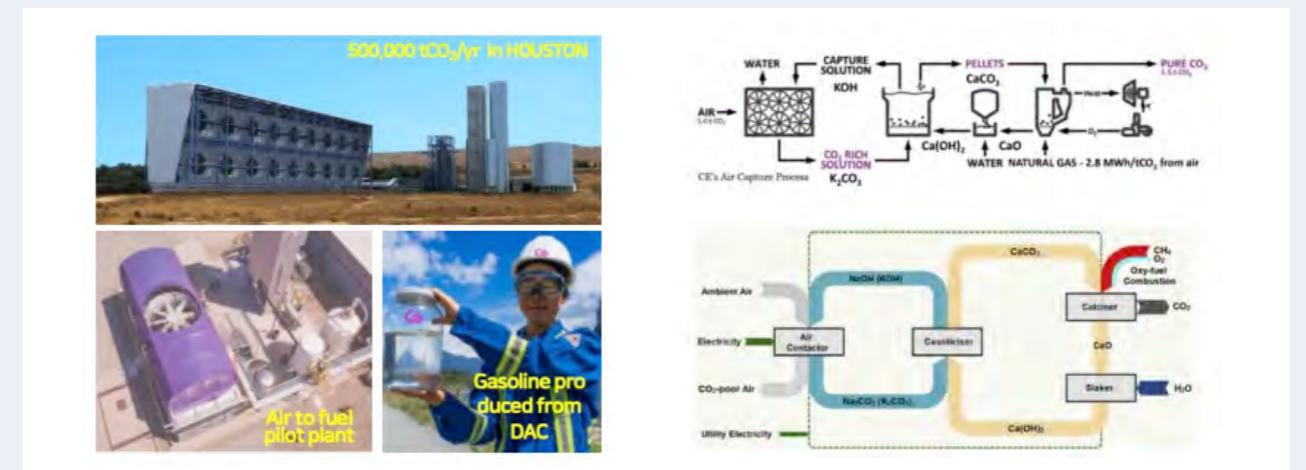 500,000 tCO₂/yr in HOUSTON
Air to fuel
pilot plant
Gasoline pro
duced from
DAC
WATER
CAPTURE
SOLUTION
KOH
PELLETS
CaCO₃
PURE CO₂
AIR
CO₂ RICH
SOLUTION
K₂CO₃
Ca(OH)₂
CaO
O₂
WATER
NATURAL GAS - 2.8 MWh/tCO₂ from air
CE's Air Capture Process
CaCO₃
CH₄
O₂
Oxy-fuel
Combustion
NaOH (KOH)
Ambient Air
Calciner
CO₂
Electricity
Air
Contactor
Causticiser
CaO
CO₂-poor Air
Slaker
H₂O
Na₂CO₃ (K₂CO₃)
Utility Electricity
Ca(OH)₂